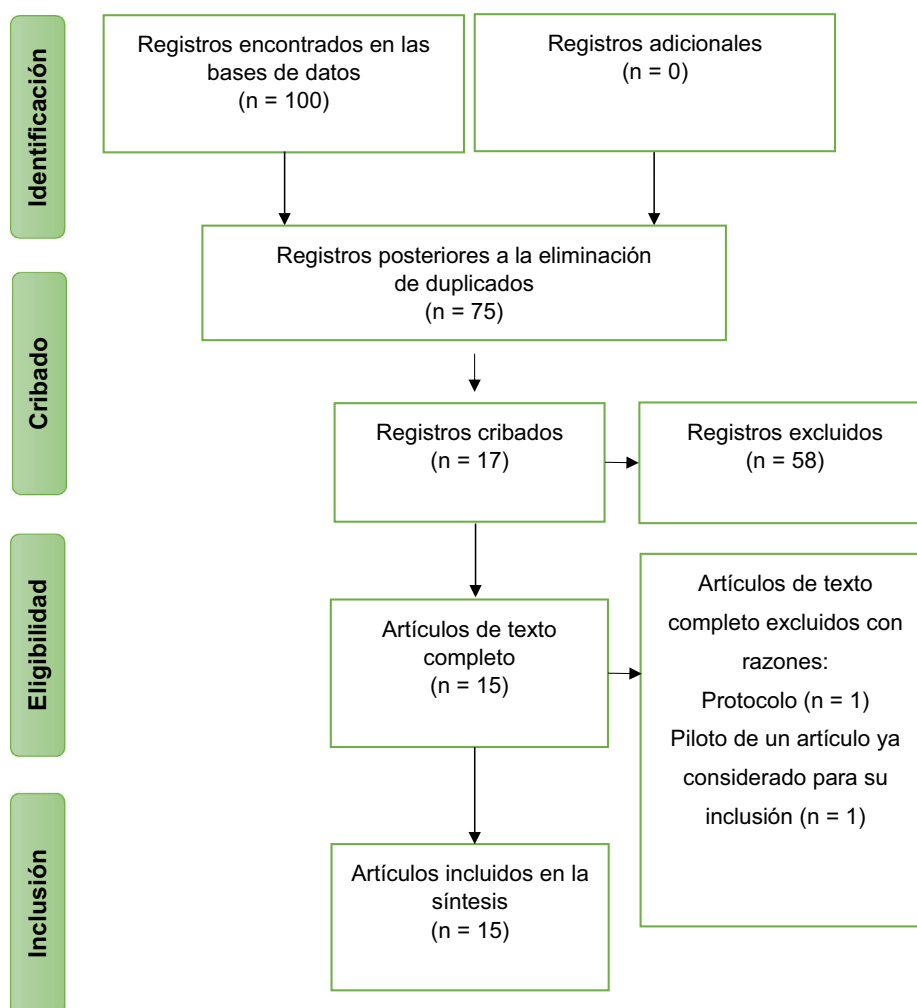 Identificación
Registros encontrados en las
bases de datos
(n = 100)
Registros adicionales
(n = 0)
Registros posteriores a la eliminación
de duplicados
(n = 75)
Cribado
Registros cribados
(n = 17)
Registros excluidos
(n = 58)
Eligibilidad
Artículos de texto
completo
(n = 15)
Artículos de texto
completo excluidos con
razones:
Protocolo (n = 1)
Piloto de un artículo ya
considerado para su
inclusión (n = 1)
Inclusión
Artículos incluidos en la
síntesis
(n = 15)